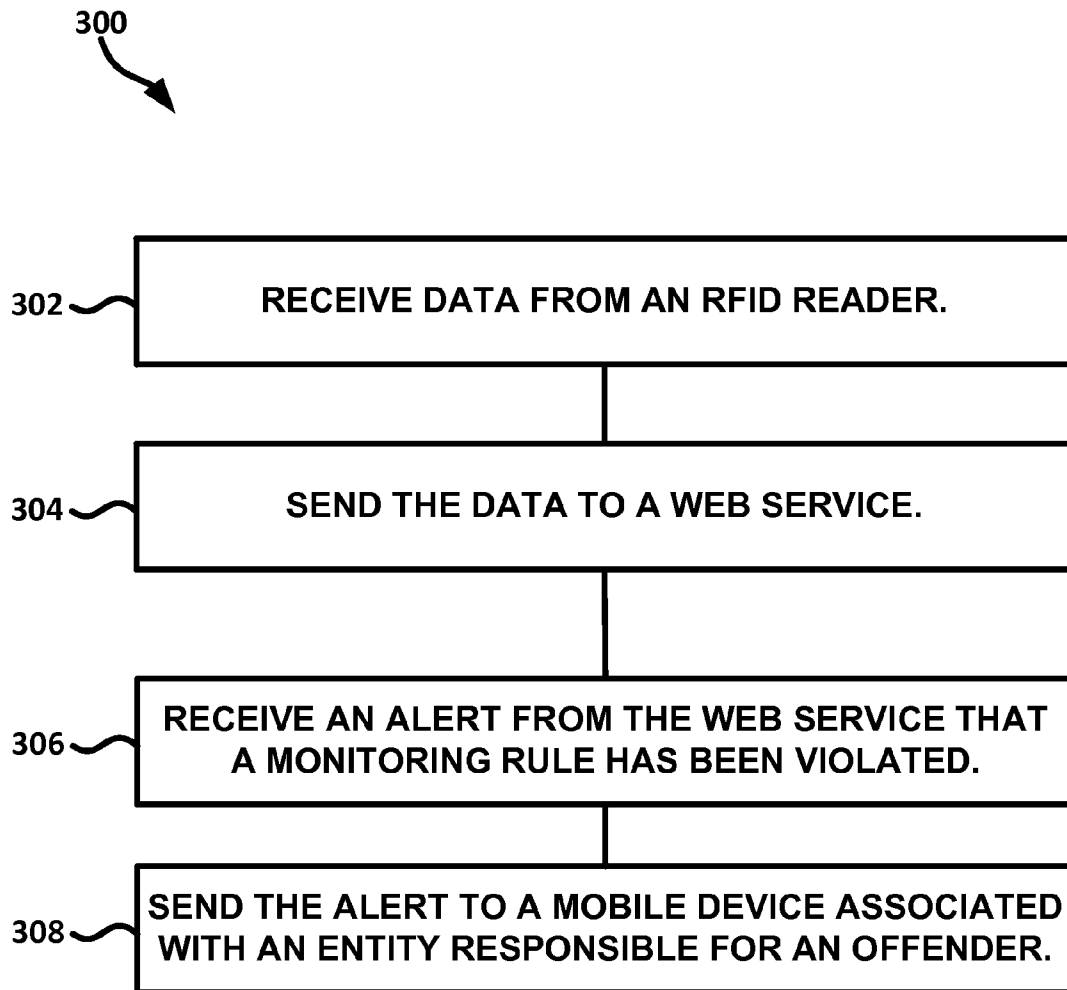 300
302
RECEIVE DATA FROM AN RFID READER.
304
SEND THE DATA TO A WEB SERVICE.
306
RECEIVE AN ALERT FROM THE WEB SERVICE THAT
A MONITORING RULE HAS BEEN VIOLATED.
308
SEND THE ALERT TO A MOBILE DEVICE ASSOCIATED
WITH AN ENTITY RESPONSIBLE FOR AN OFFENDER.